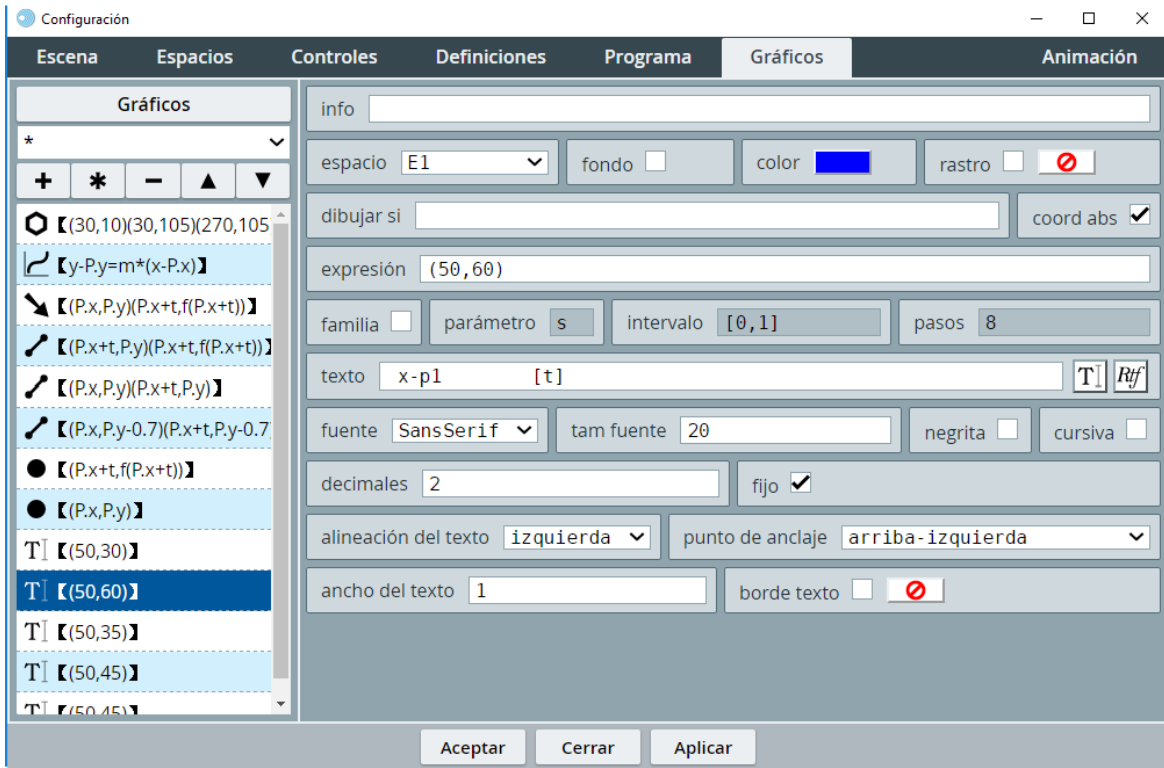 Configuración
Escena Espacios Controles Definiciones Programa Gráficos Animación
Gráficos
*
+ * − ▲ ▼
【(30,10)(30,105)(270,105
【y-P.y=m*(x-P.x)】
【(P.x,P.y)(P.x+t,f(P.x+t))】
【(P.x+t,P.y)(P.x+t,f(P.x+t))】
【(P.x,P.y)(P.x+t,P.y)】
【(P.x,P.y-0.7)(P.x+t,P.y-0.7
【(P.x+t,f(P.x+t))】
【(P.x,P.y)】
T【(50,30)】
T【(50,60)】
T【(50,35)】
T【(50,45)】
T【(50,45)】
info
espacio E1 fondo color rastro
dibujar si coord abs
expresión (50,60)
familia parámetro s intervalo [0,1] pasos 8
texto x-p1 [t] T Rtf
fuente SansSerif tam fuente 20 negrita cursiva
decimales 2 fijo
alineación del texto izquierda punto de anclaje arriba-izquierda
ancho del texto 1 borde texto
Aceptar Cerrar Aplicar